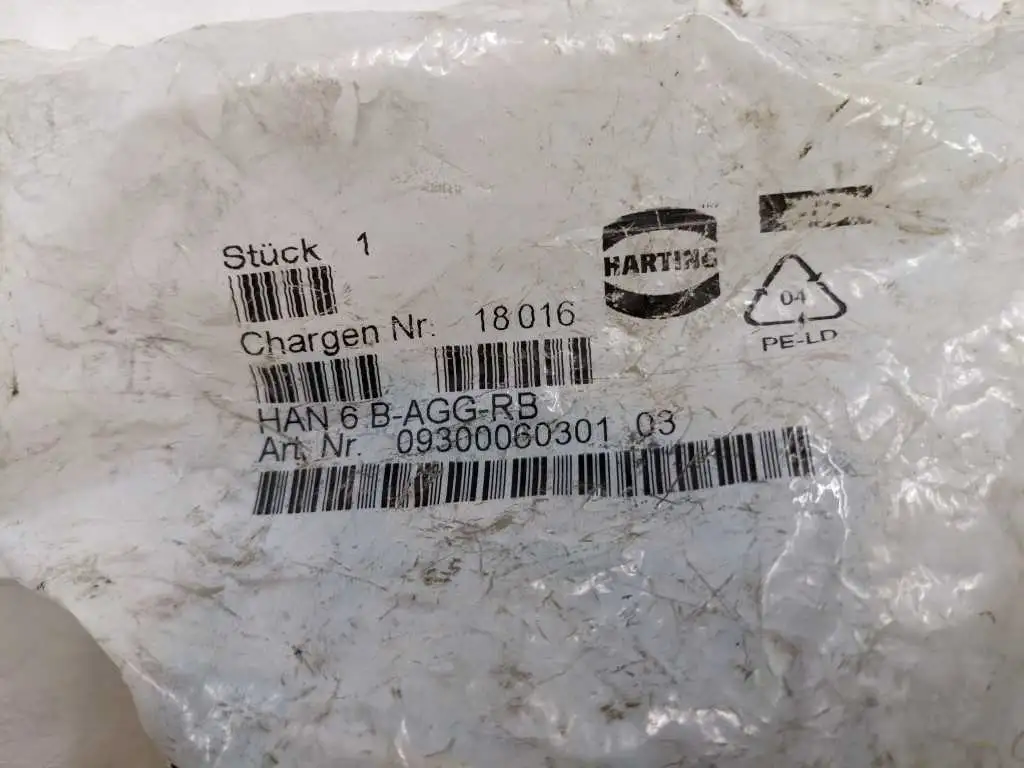 Stück 1
HARTING
04
PE-LD
Chargen Nr. 18016
HAN 6 B-AGG-RB
Art. Nr. 09300060301 03